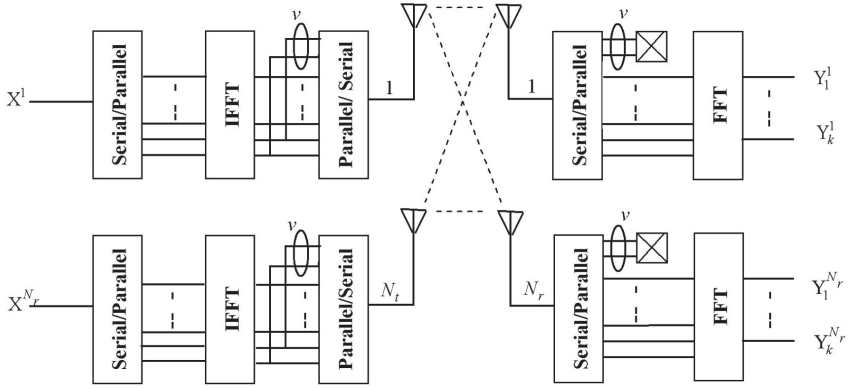 X^1
Serial/Parallel
IFFT
v
Parallel/ Serial
1
1
Serial/Parallel
v
FFT
Y_1^1
Y_k^1
X^{N_r}
Serial/Parallel
IFFT
v
Parallel/Serial
N_t
N_r
Serial/Parallel
v
FFT
Y_1^{N_r}
Y_k^{N_r}